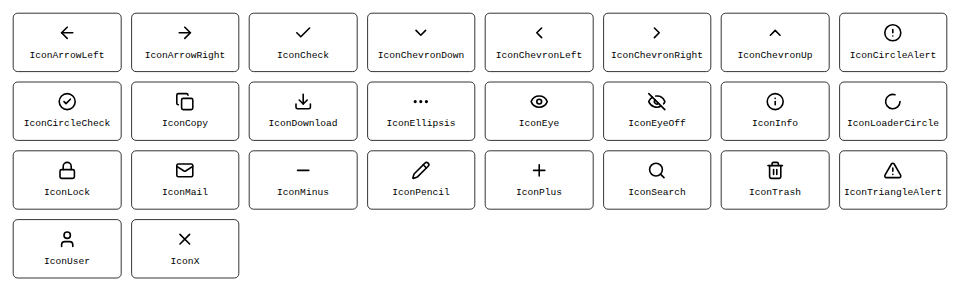 IconArrowLeft
IconArrowRight
IconCheck
IconChevronDown
IconChevronLeft
IconChevronRight
IconChevronUp
IconCircleAlert
IconCircleCheck
IconCopy
IconDownload
IconEllipsis
IconEye
IconEyeOff
IconInfo
IconLoaderCircle
IconLock
IconMail
IconMinus
IconPencil
IconPlus
IconSearch
IconTrash
IconTriangleAlert
IconUser
IconX